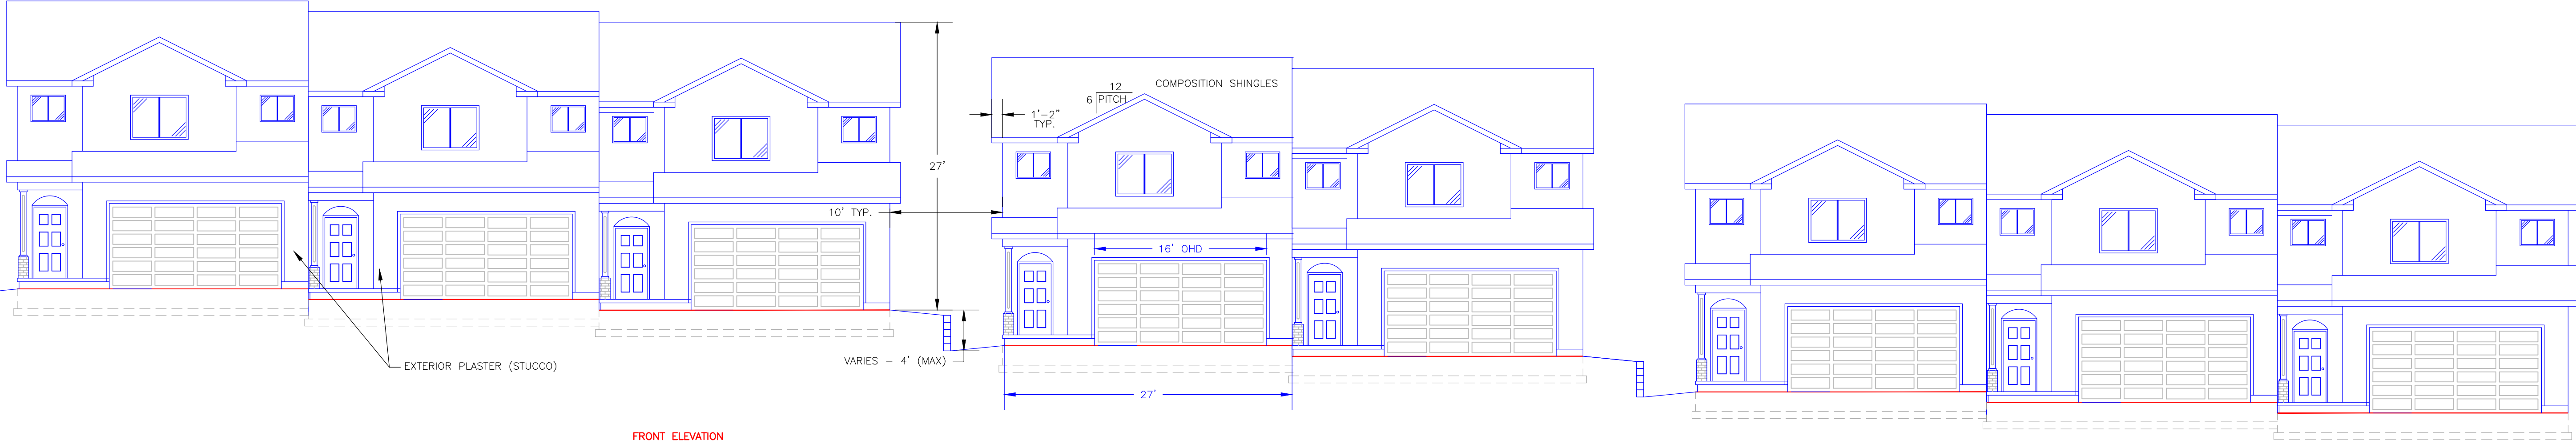 12
6 PITCH
COMPOSITION SHINGLES
1'-2"
TYP.
27'
10' TYP.
16' OHD
VARIES - 4' (MAX)
EXTERIOR PLASTER (STUCCO)
27'
FRONT ELEVATION